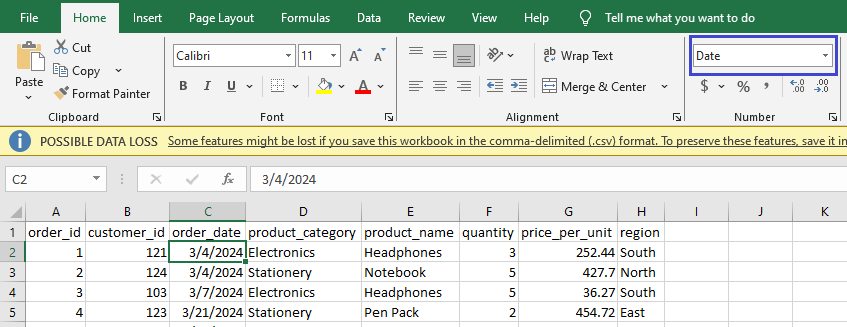 File Home Insert Page Layout Formulas Data Review View Help Tell me what you want to do
Cut
Copy
Format Painter
Paste
Clipboard
Calibri 11 A A
B I U A
Font
ab Wrap Text
Merge & Center
Alignment
Date
$ % , .00 .0 .00 .0
Number
POSSIBLE DATA LOSS Some features might be lost if you save this workbook in the comma-delimited (.csv) format. To preserve these features, save it in
C2 fx 3/4/2024
A B C D E F G H I J K
1 order_id customer_id order_date product_category product_name quantity price_per_unit region
2 1 121 3/4/2024 Electronics Headphones 3 252.44 South
3 2 124 3/4/2024 Stationery Notebook 5 427.7 North
4 3 103 3/7/2024 Electronics Headphones 5 36.27 South
5 4 123 3/21/2024 Stationery Pen Pack 2 454.72 East